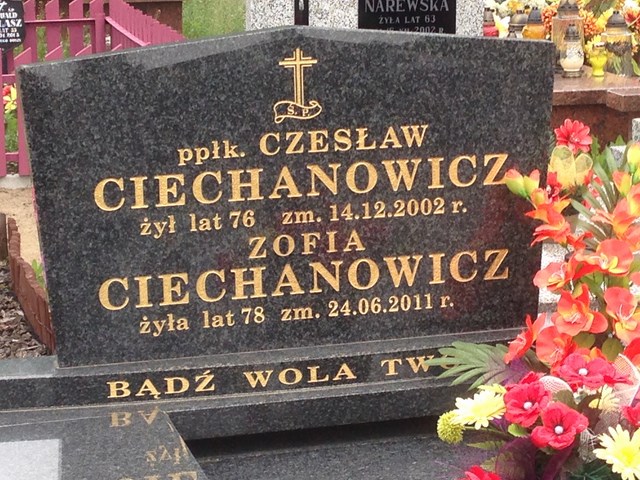 NAREWSKA
ŻYŁA LAT 63
Ś. P.
ppłk. CZESŁAW
CIECHANOWICZ
żył lat 76 zm. 14.12.2002 r.
ZOFIA
CIECHANOWICZ
żyła lat 78 zm. 24.06.2011 r.
BĄDŹ WOLA TW